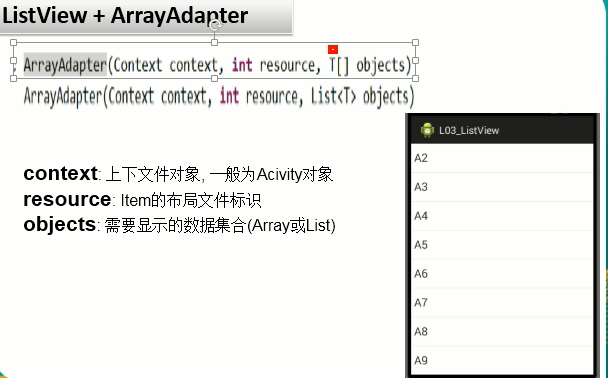 ListView + ArrayAdapter
ArrayAdapter(Context context, int resource, T[] objects)
ArrayAdapter(Context context, int resource, List<T> objects)
context: 上下文件对象, 一般为Acivity对象
resource: Item的布局文件标识
objects: 需要显示的数据集合(Array或List)
L03_ListView
A2
A3
A4
A5
A6
A7
A8
A9